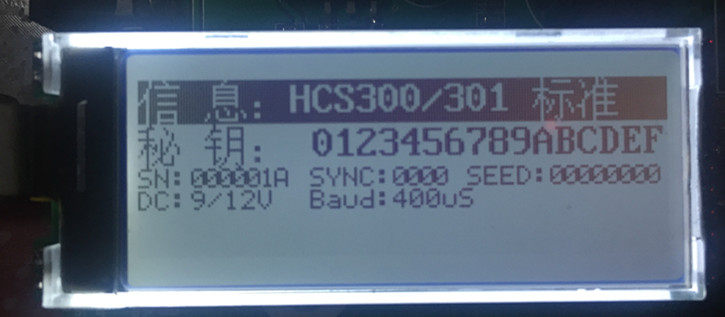 信 息: HCS300/301 标准
秘 钥: 0123456789ABCDEF
SN:000001A SYNC:0000 SEED:00000000
DC:9/12V Baud:400uS